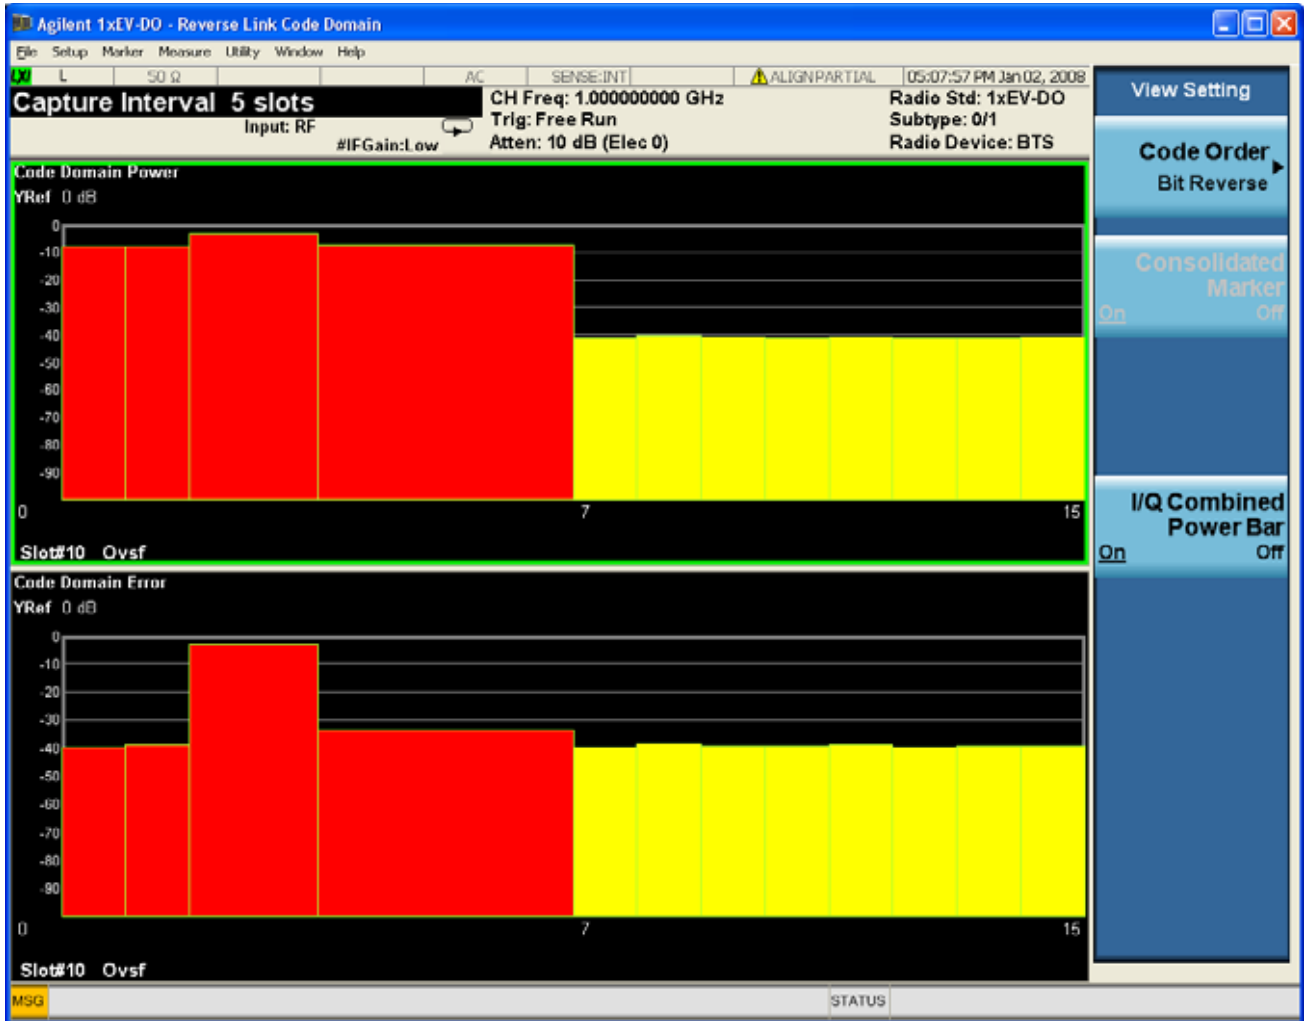 Agilent 1xEV-DO - Reverse Link Code Domain
File Setup Marker Measure Utility Window Help
LXI L 50 Ω AC SENSE:INT ALIGN PARTIAL 05:07:57 PM Jan 02, 2008
Capture Interval 5 slots
Input: RF
#IFGain:Low
CH Freq: 1.000000000 GHz
Trig: Free Run
Atten: 10 dB (Elec 0)
Radio Std: 1xEV-DO
Subtype: 0/1
Radio Device: BTS
Code Domain Power
YRef 0 dB
0
-10
-20
-30
-40
-50
-60
-70
-80
-90
0 7 15
Slot#10 Ovsf
Code Domain Error
YRef 0 dB
0
-10
-20
-30
-40
-50
-60
-70
-80
-90
0 7 15
Slot#10 Ovsf
View Setting
Code Order
Bit Reverse
Consolidated
Marker
On Off
I/Q Combined
Power Bar
On Off
MSG STATUS